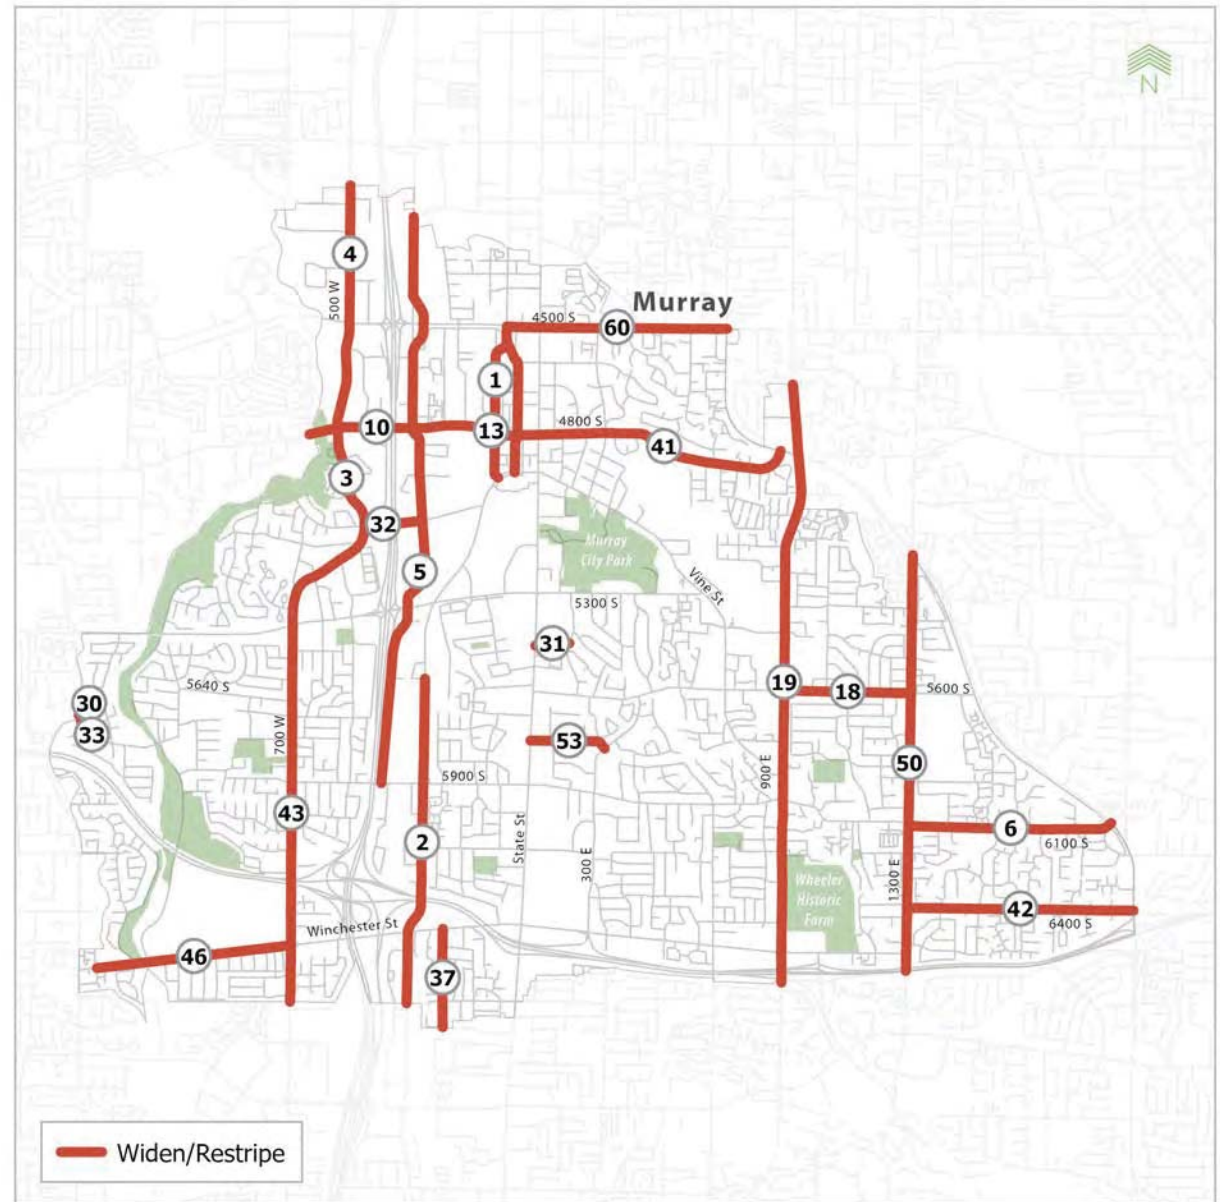 N
4
500 W
Murray
4500 S
60
1
10
13
4800 S
41
3
32
5
Murray
City Park
Vine St
5300 S
31
30
33
5640 S
19
18
5600 S
700 W
53
5900 S
900 E
50
43
2
State St
300 E
6
6100 S
1300 E
Wheeler
Historic
Farm
42
6400 S
Winchester St
46
37
Widen/Restripe